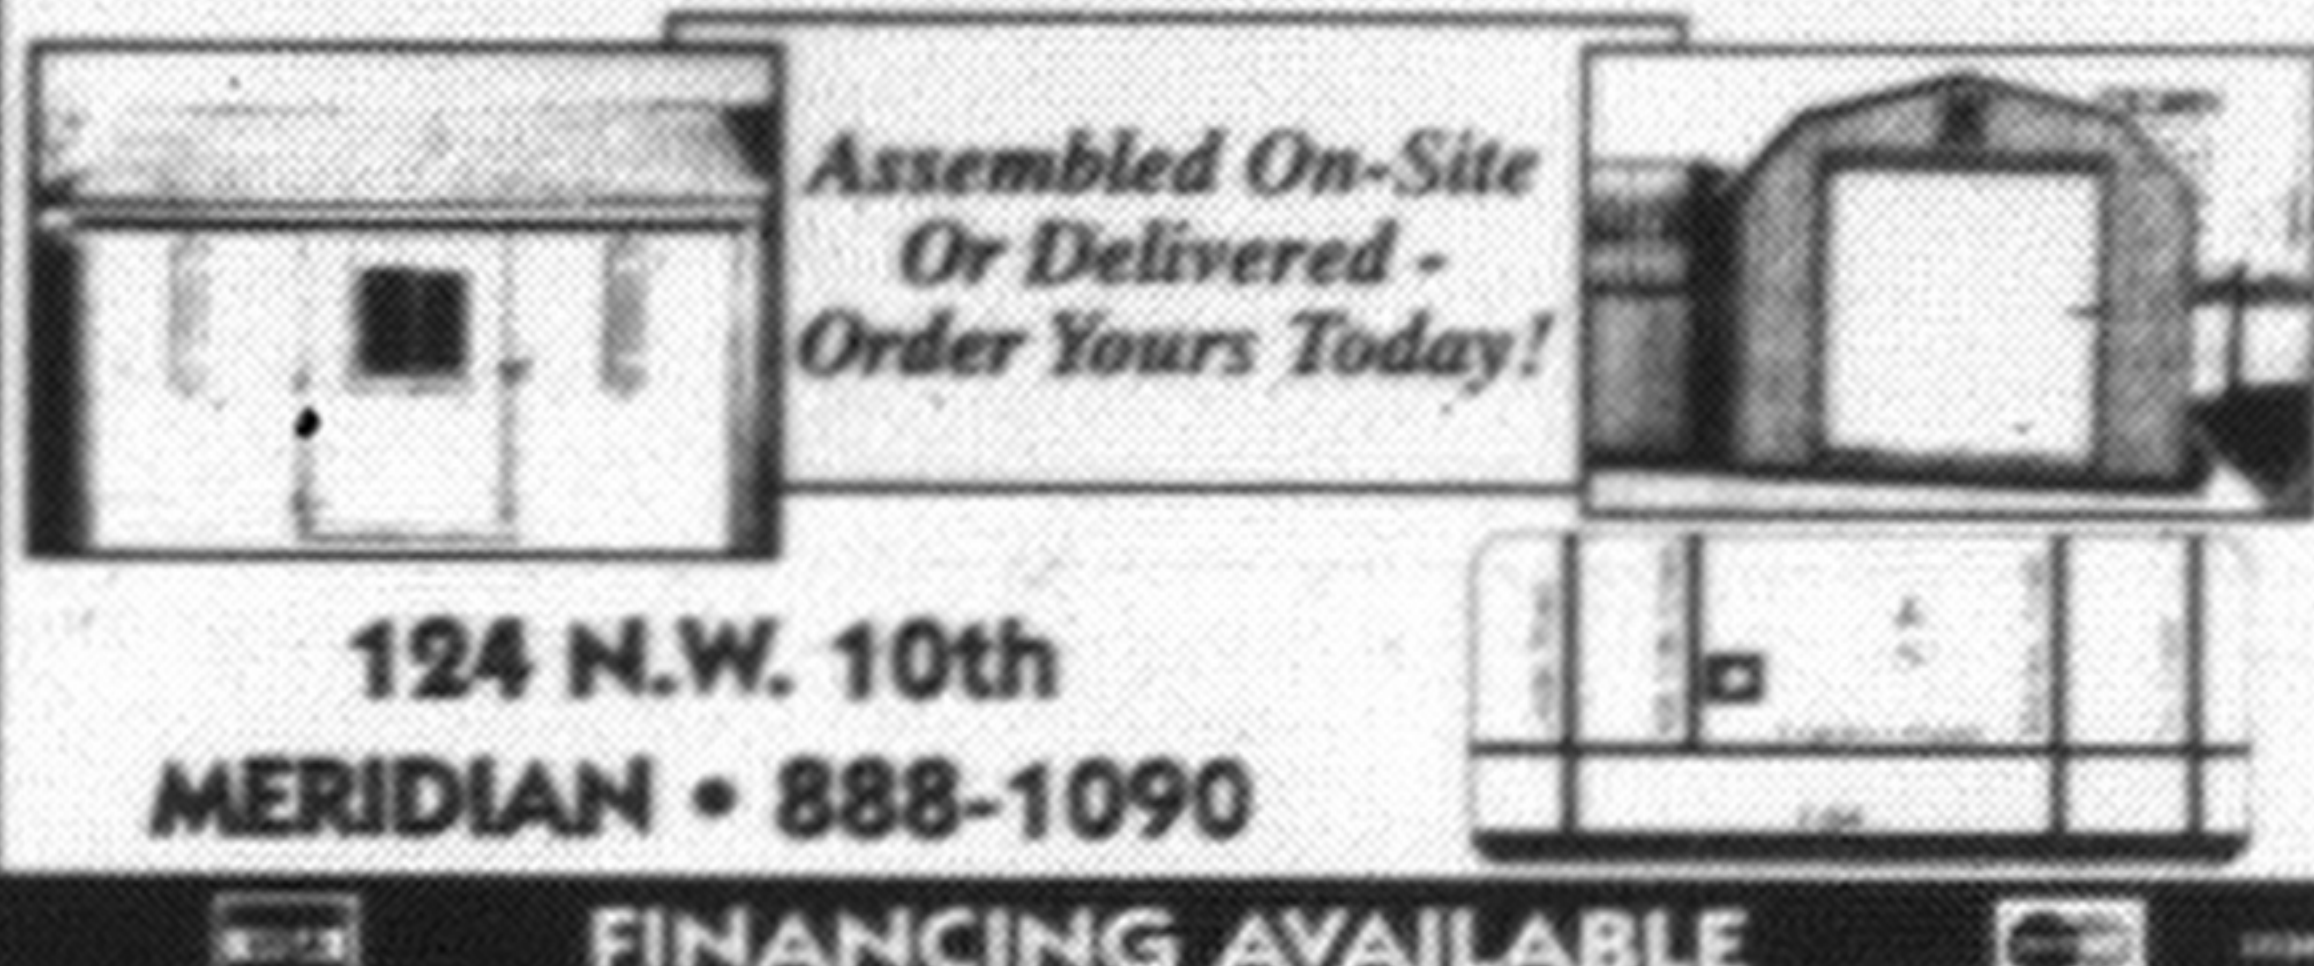 Assembled On-Site
Or Delivered -
Order Yours Today!
124 N.W. 10th
MERIDIAN • 888-1090
FINANCING AVAILABLE